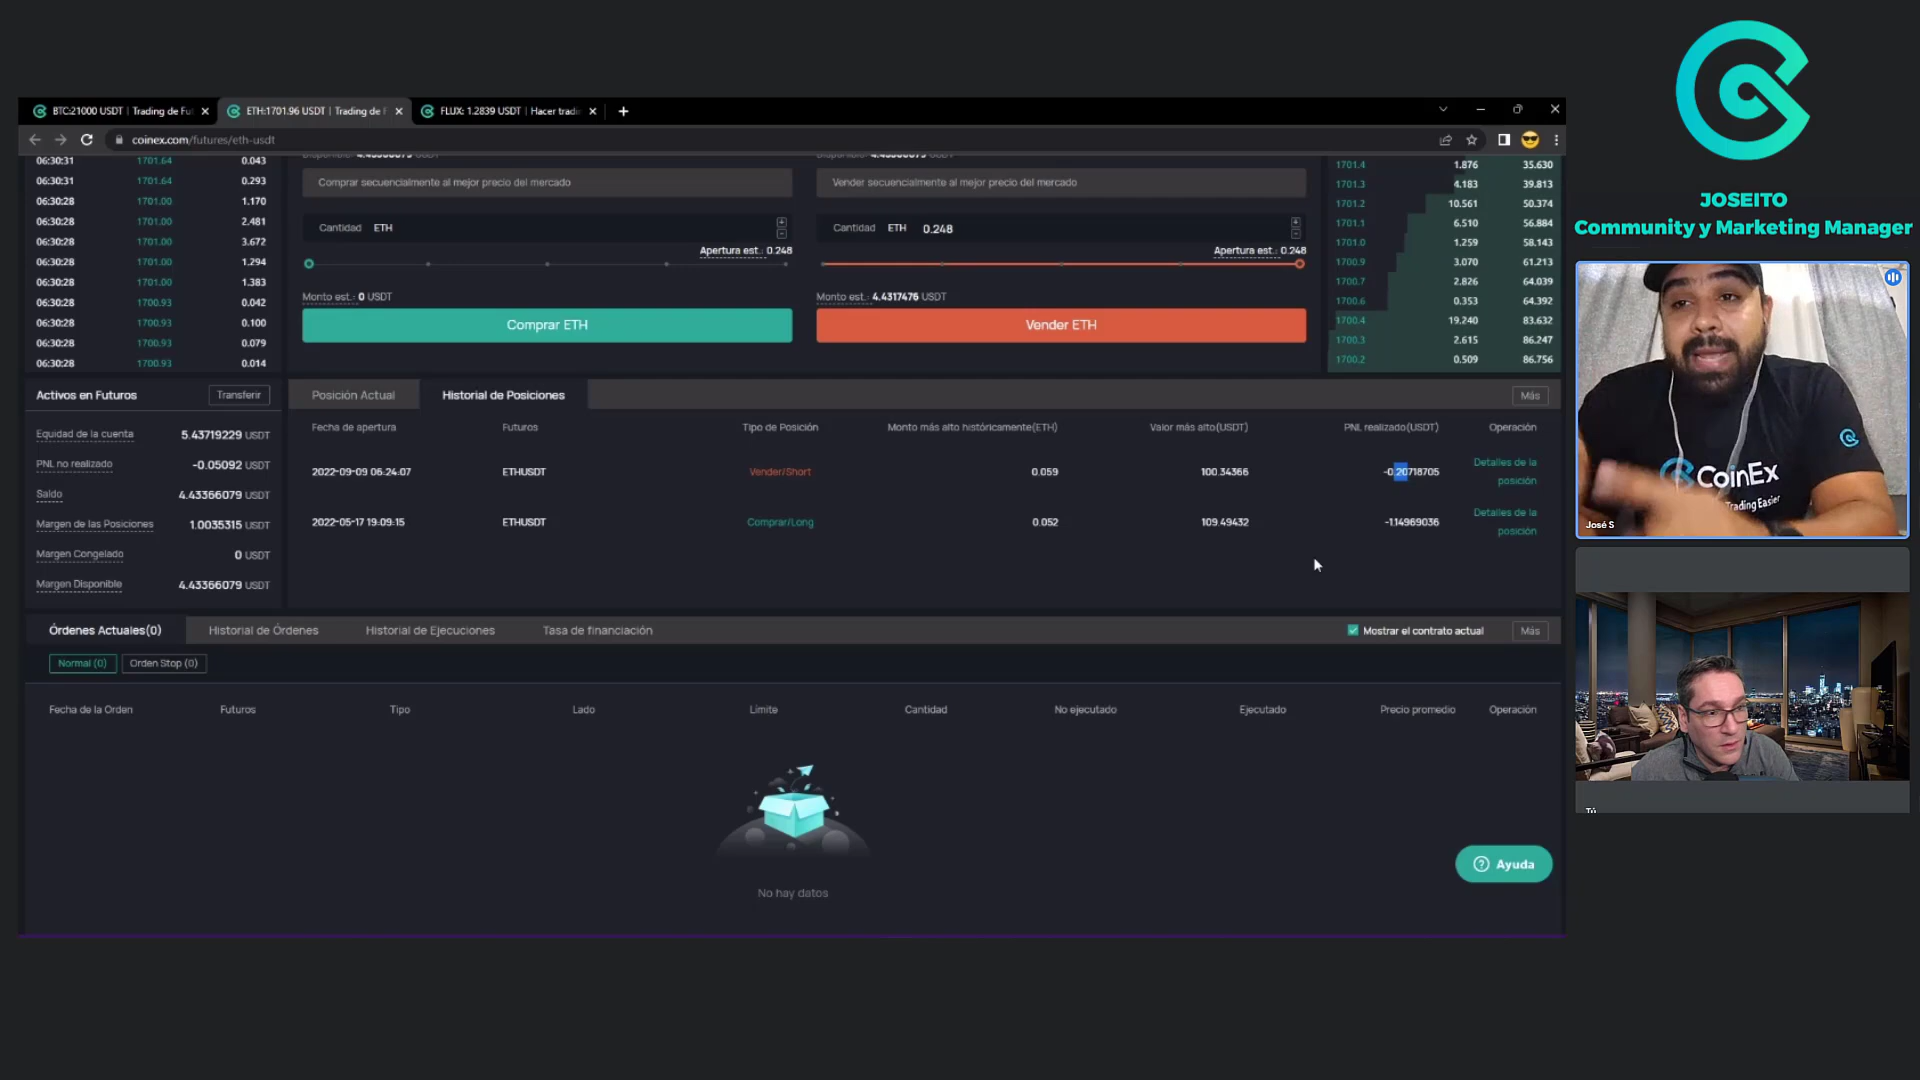 BTC:21000 USDT | Trading de Fu
ETH:1701.96 USDT | Trading de F
FLUX: 1.2839 USDT | Hacer tradi
coinex.com/futures/eth-usdt
06:30:31 1701.64 0.043
06:30:31 1701.64 0.293
06:30:28 1701.00 1.170
06:30:28 1701.00 2.481
06:30:28 1701.00 3.672
06:30:28 1701.00 1.294
06:30:28 1701.00 1.383
06:30:28 1700.93 0.042
06:30:28 1700.93 0.100
06:30:28 1700.93 0.079
06:30:28 1700.93 0.014
Comprar secuencialmente al mejor precio del mercado
Cantidad ETH
Apertura est.: 0.248
Monto est.: 0 USDT
Comprar ETH
Vender secuencialmente al mejor precio del mercado
Cantidad ETH 0.248
Apertura est.: 0.248
Monto est.: 4.4317476 USDT
Vender ETH
1701.4 1.876 35.630
1701.3 4.183 39.813
1701.2 10.561 50.374
1701.1 6.510 56.884
1701.0 1.259 58.143
1700.9 3.070 61.213
1700.7 2.826 64.039
1700.6 0.353 64.392
1700.4 19.240 83.632
1700.3 2.615 86.247
1700.2 0.509 86.756
Activos en Futuros Transferir
Equidad de la cuenta 5.43719229 USDT
PNL no realizado -0.05092 USDT
Saldo 4.43366079 USDT
Margen de las Posiciones 1.0035315 USDT
Margen Congelado 0 USDT
Margen Disponible 4.43366079 USDT
Posición Actual Historial de Posiciones Más
Fecha de apertura Futuros Tipo de Posición Monto más alto históricamente(ETH) Valor más alto(USDT) PNL realizado(USDT) Operación
2022-09-09 06:24:07 ETHUSDT Vender/Short 0.059 100.34366 -0.20718705 Detalles de la
posición
2022-05-17 19:09:15 ETHUSDT Comprar/Long 0.052 109.49432 -1.14969036 Detalles de la
posición
Órdenes Actuales(0) Historial de Órdenes Historial de Ejecuciones Tasa de financiación Mostrar el contrato actual Más
Normal (0) Orden Stop (0)
Fecha de la Orden Futuros Tipo Lado Límite Cantidad No ejecutado Ejecutado Precio promedio Operación
No hay datos
Ayuda
JOSEITO
Community y Marketing Manager
CoinEx
Trading Easier
José S
Tú